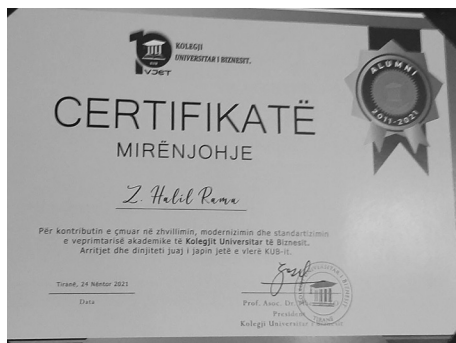 10
VJET
KOLEGJI
UNIVERSITAR I BIZNESIT.
ALUMNI
2011-2021
CERTIFIKATË
MIRËNJOHJE
Z. Halil Rama
Për kontributin e çmuar në zhvillimin, modernizimin dhe standartizimin
e veprimtarisë akademike të Kolegjit Universitar të Biznesit.
Arritjet dhe dinjiteti juaj i japin jetë e vlerë KUB-it.
Tiranë, 24 Nëntor 2021
Data
Prof. Asoc. Dr.
President
Kolegji Universitar i Biznesit
TIRANË